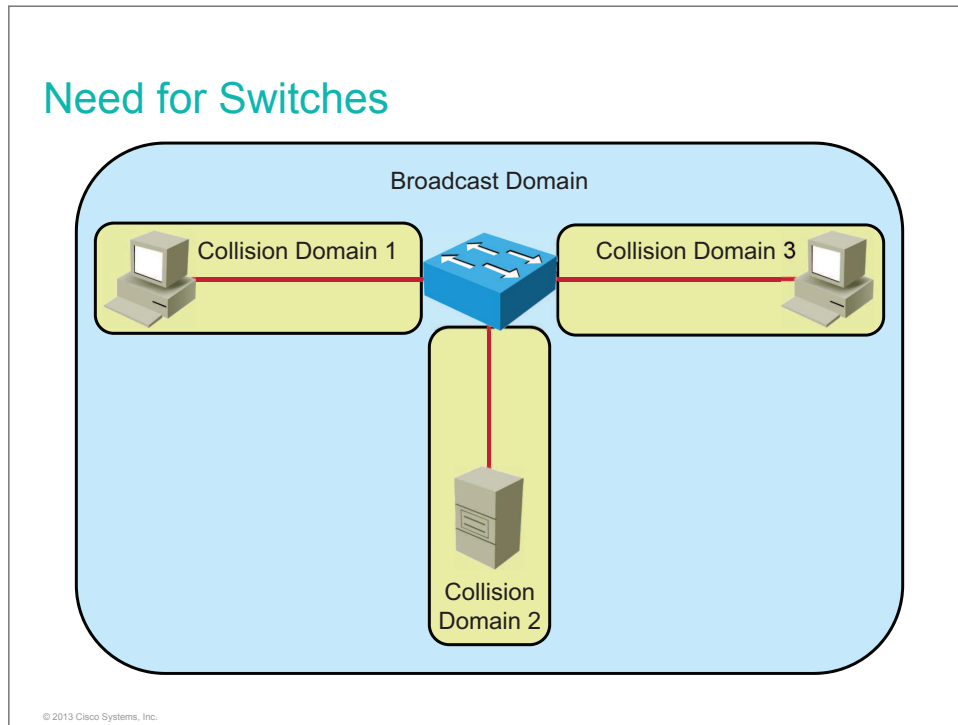 Need for Switches
Broadcast Domain
Collision Domain 1
Collision Domain 3
Collision
Domain 2
© 2013 Cisco Systems, Inc.